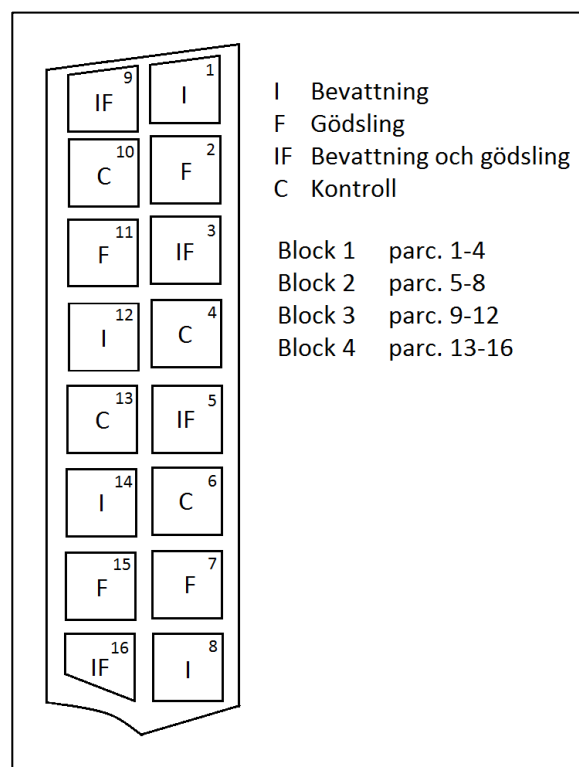 9 1
IF I
10 2
C F
11 3
F IF
12 4
I C
13 5
C IF
14 6
I C
15 7
F F
16 8
IF I
I Bevattning
F Gödsling
IF Bevattning och gödsling
C Kontroll
Block 1 parc. 1-4
Block 2 parc. 5-8
Block 3 parc. 9-12
Block 4 parc. 13-16